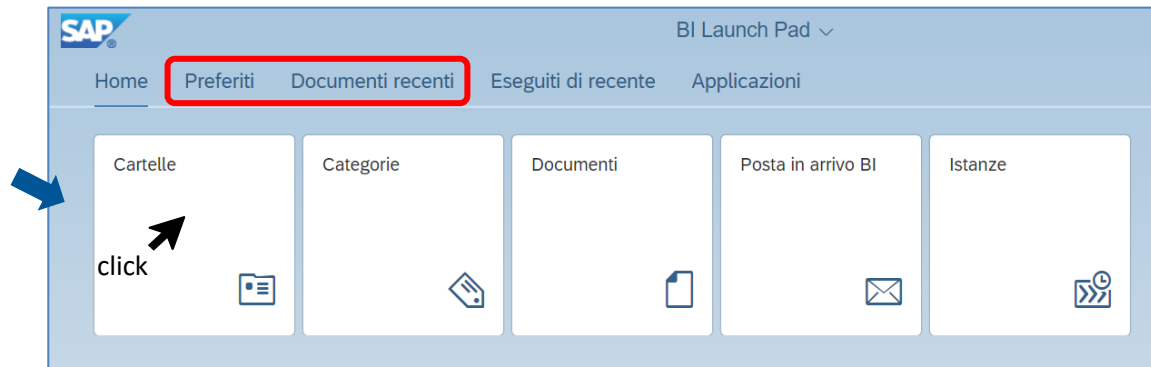 SAP®
BI Launch Pad
Home Preferiti Documenti recenti Eseguiti di recente Applicazioni
Cartelle Categorie Documenti Posta in arrivo BI Istanze
click